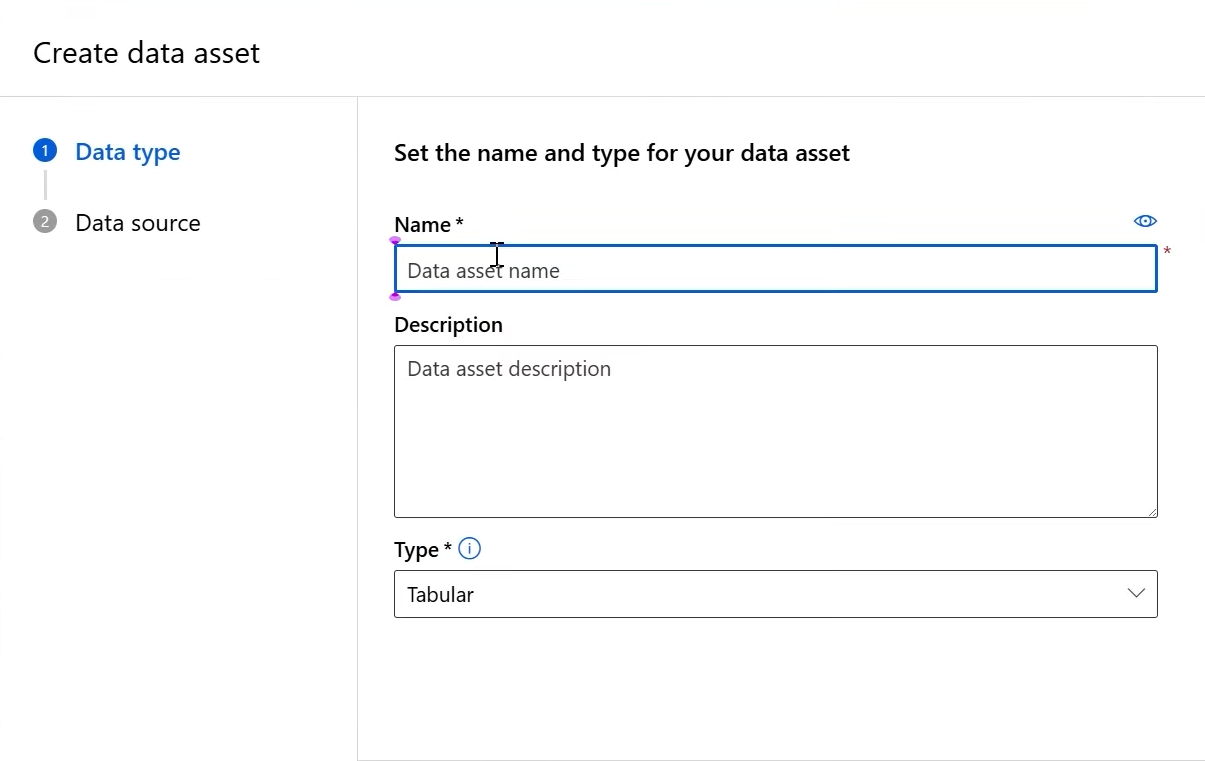 Create data asset
1 Data type
2 Data source
Set the name and type for your data asset
Name *
Data asset name
*
Description
Data asset description
Type *
Tabular